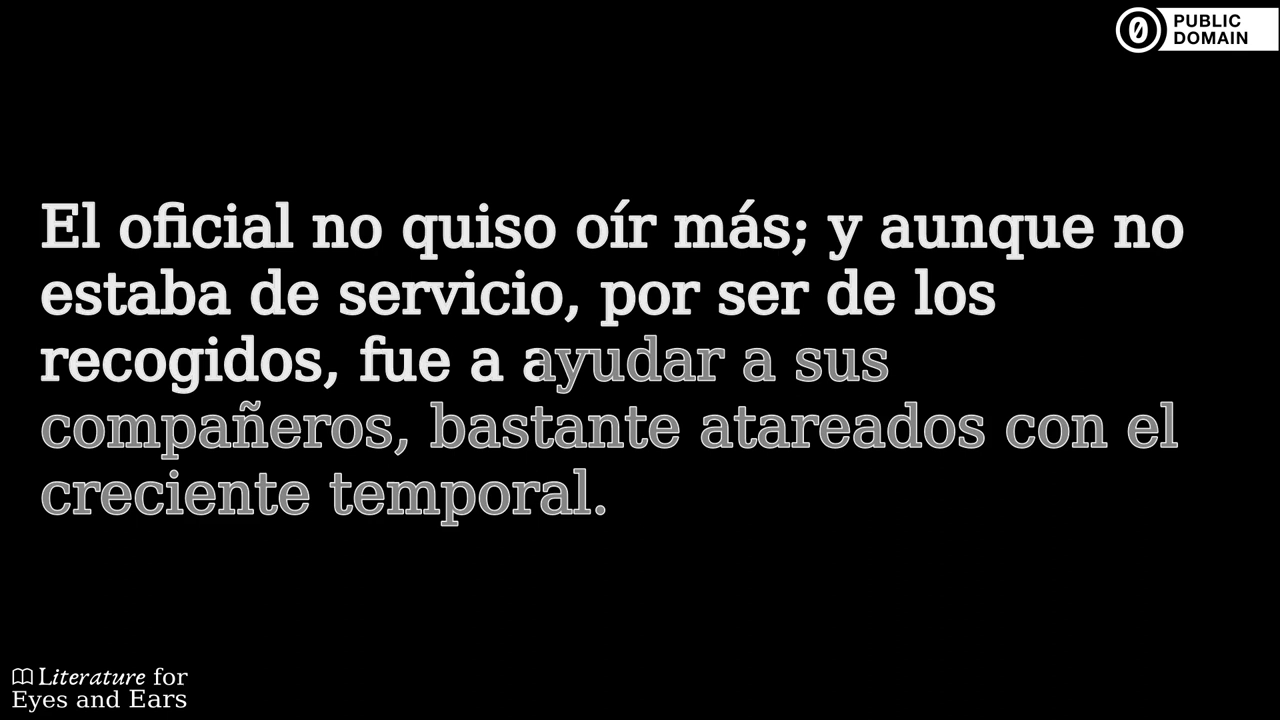 PUBLIC
DOMAIN
El oficial no quiso oír más; y aunque no
estaba de servicio, por ser de los
recogidos, fue a ayudar a sus
compañeros, bastante atareados con el
creciente temporal.
Literature for
Eyes and Ears